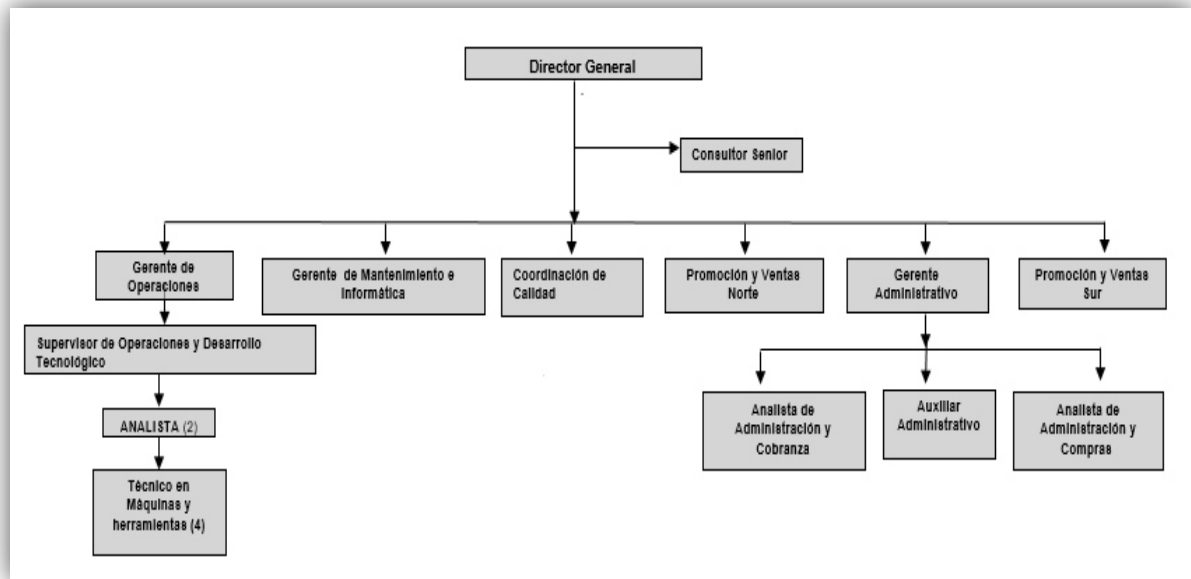 Director General
Consultor Senior
Gerente de
Operaciones
Gerente de Mantenimiento e
Informática
Coordinación de
Calidad
Promoción y Ventas
Norte
Gerente
Administrativo
Promoción y Ventas
Sur
Supervisor de Operaciones y Desarrollo
Tecnológico
ANALISTA (2)
Técnico en
Máquinas y
herramientas (4)
Analista de
Administración y
Cobranza
Auxiliar
Administrativo
Analista de
Administración y
Compras